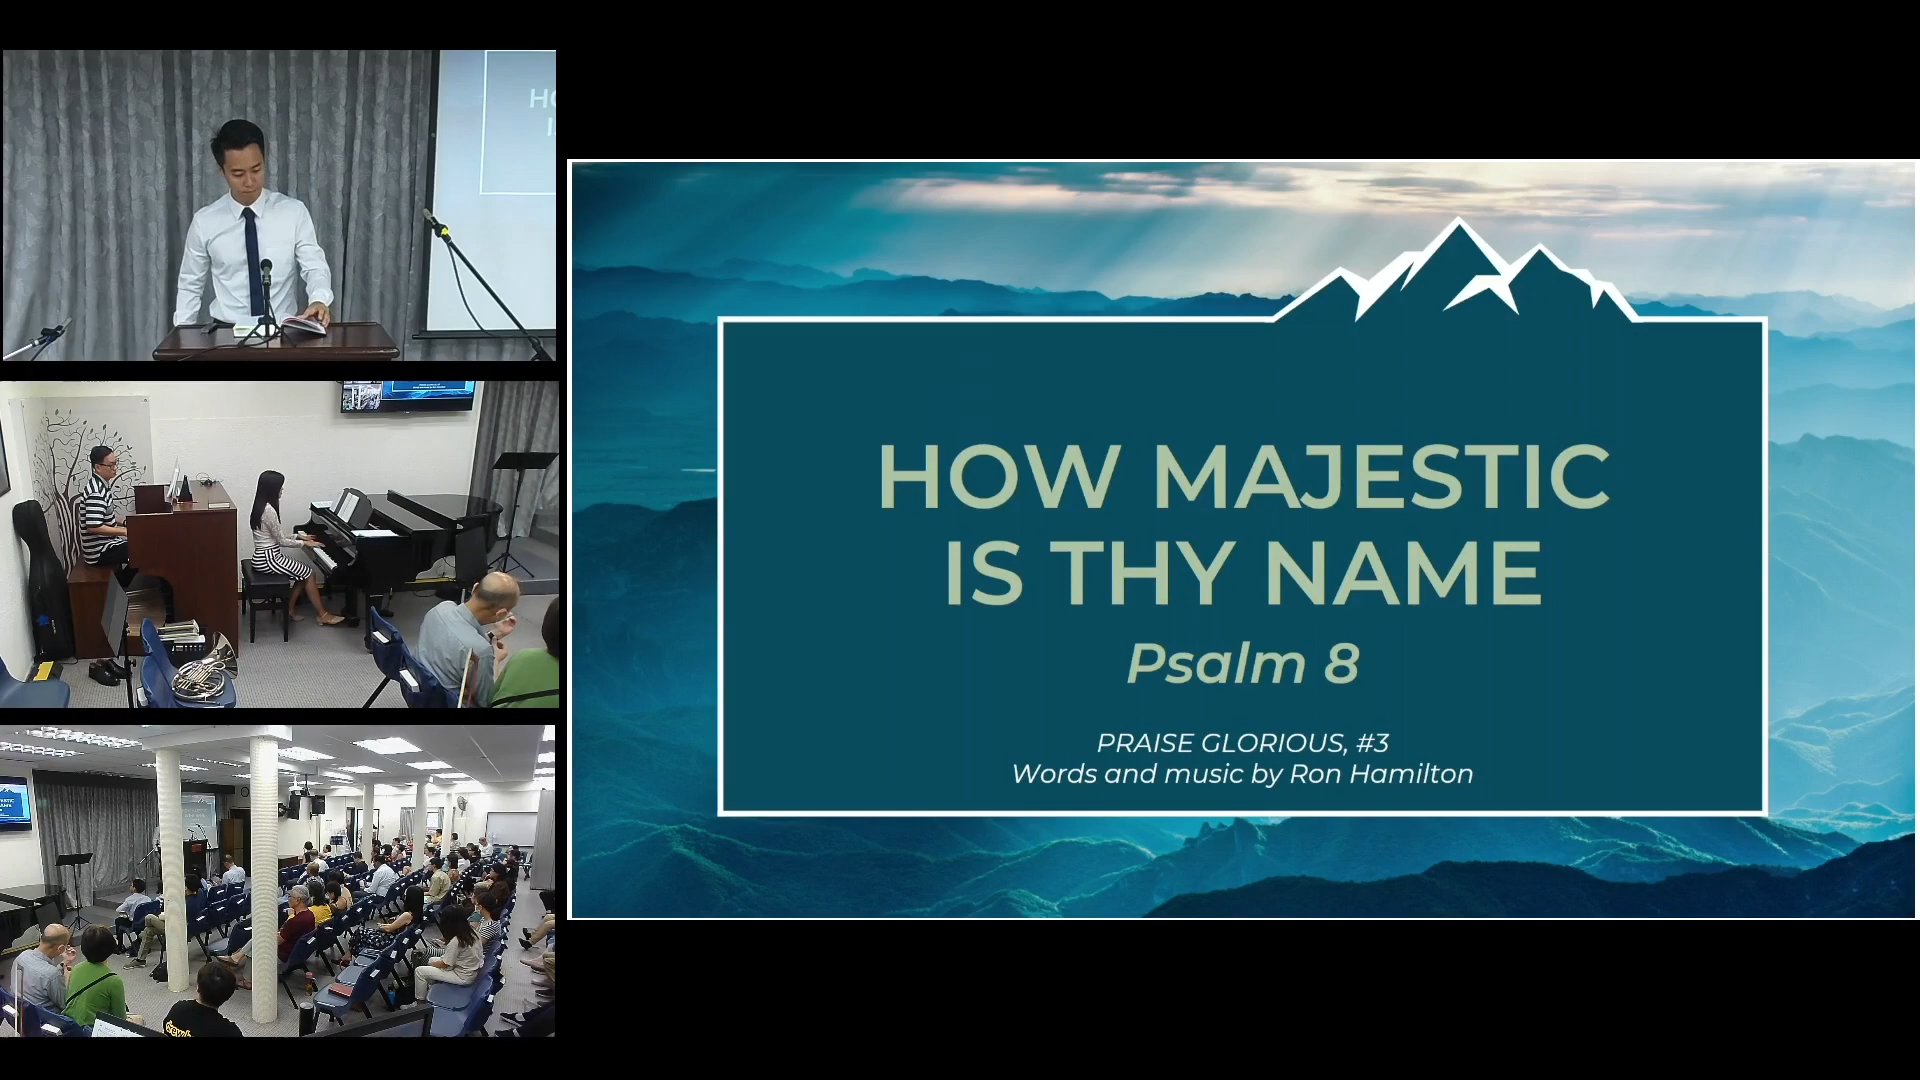 HOW MAJESTIC
IS THY NAME
Psalm 8
PRAISE GLORIOUS, #3
Words and music by Ron Hamilton